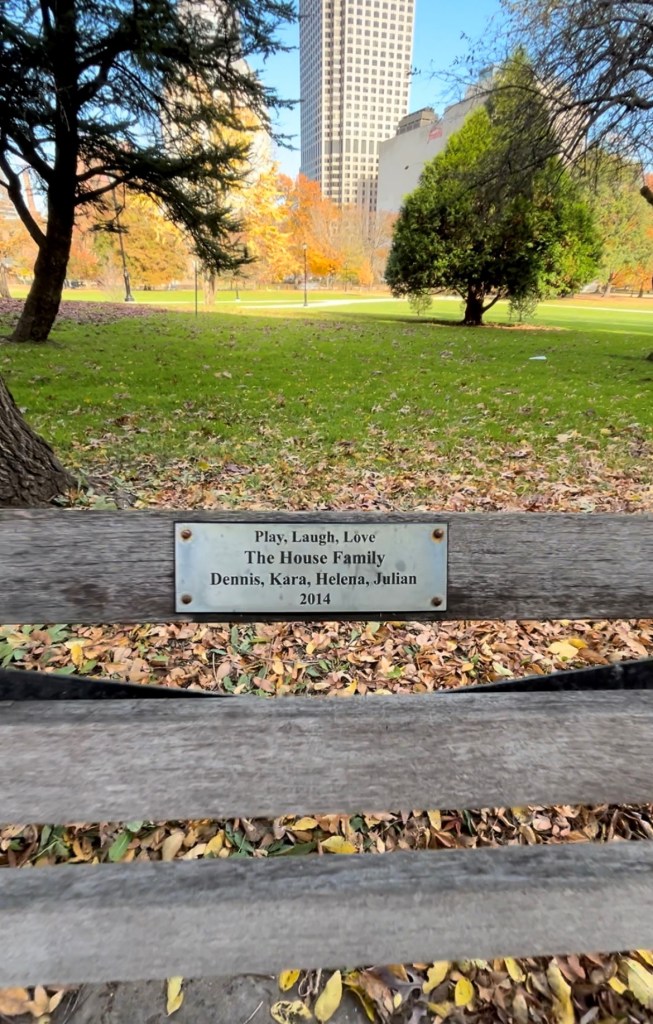 Play, Laugh, Love
The House Family
Dennis, Kara, Helena, Julian
2014